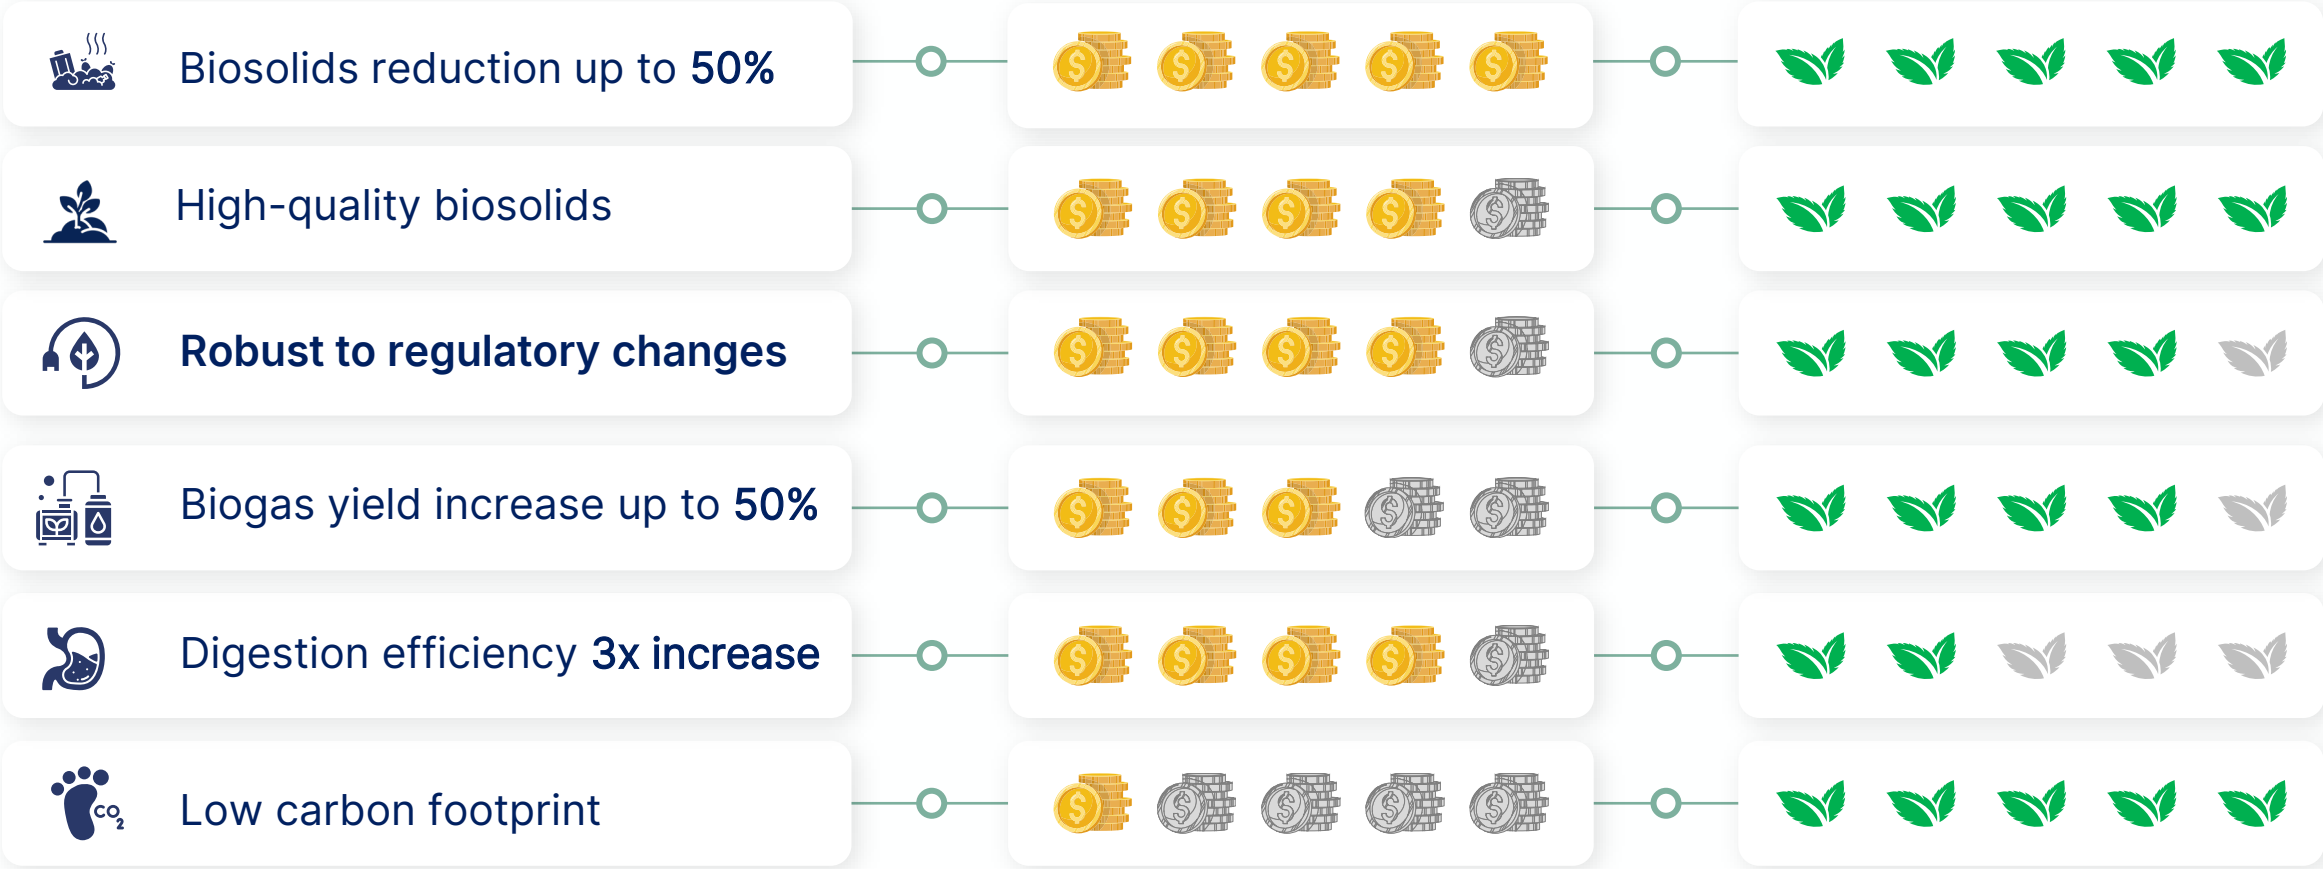 Biosolids reduction up to 50%
High-quality biosolids
Robust to regulatory changes
Biogas yield increase up to 50%
Digestion efficiency 3x increase
CO2
Low carbon footprint